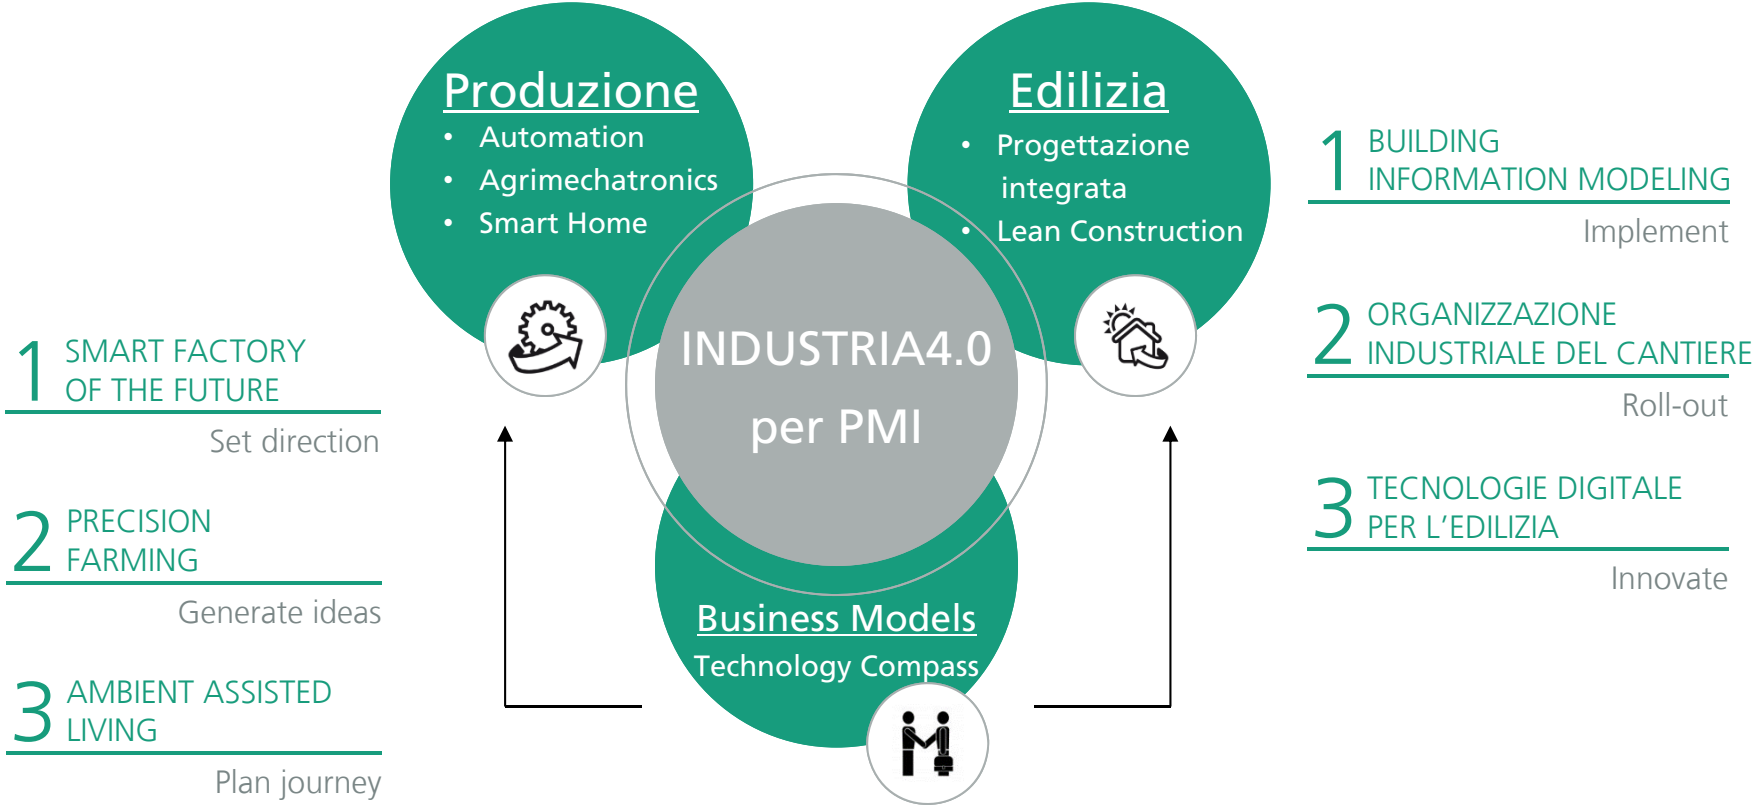 Produzione
• Automation
• Agrimechatronics
• Smart Home
Edilizia
• Progettazione
integrata
• Lean Construction
INDUSTRIA4.0
per PMI
Business Models
Technology Compass
1 SMART FACTORY
OF THE FUTURE
Set direction
2 PRECISION
FARMING
Generate ideas
3 AMBIENT ASSISTED
LIVING
Plan journey
1 BUILDING
INFORMATION MODELING
Implement
2 ORGANIZZAZIONE
INDUSTRIALE DEL CANTIERE
Roll-out
3 TECNOLOGIE DIGITALE
PER L'EDILIZIA
Innovate